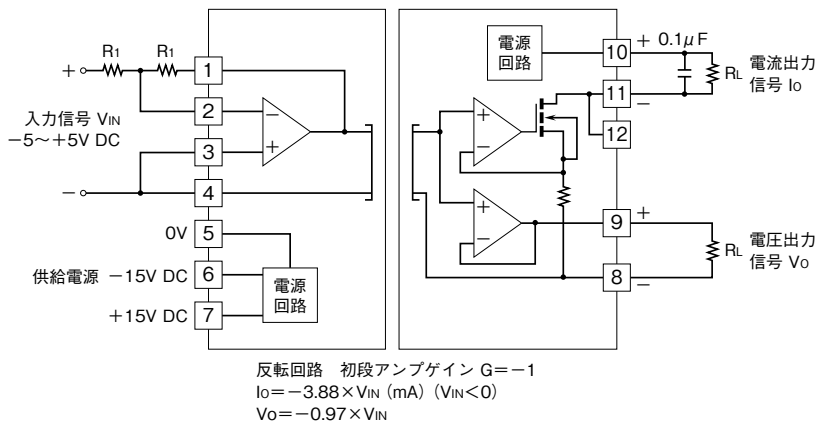 R1
R1
+
入力信号 VIN
−5～+5V DC
−
1
2
3
4
−
+
0V
5
供給電源 −15V DC
6
+15V DC
7
電源
回路
電源
回路
10
+ 0.1μF
11
−
12
RL
電流出力
信号 IO
+
−
+
−
9
+
8
−
RL
電圧出力
信号 VO
反転回路 初段アンプゲイン G=−1
IO=−3.88×VIN (mA) (VIN<0)
VO=−0.97×VIN